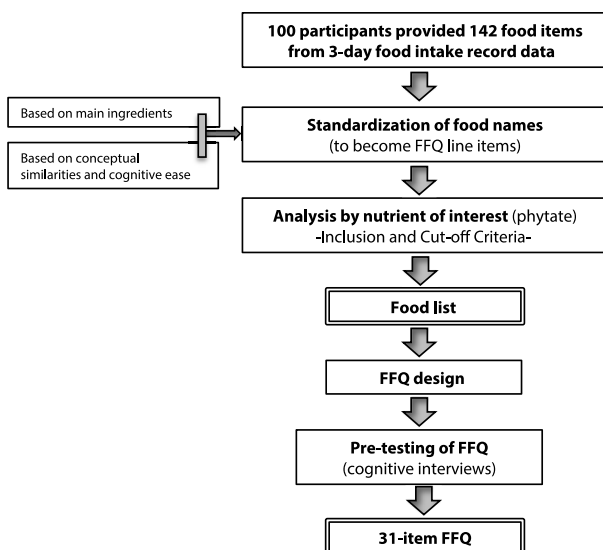 100 participants provided 142 food items
from 3-day food intake record data
Based on main ingredients
Based on conceptual
similarities and cognitive ease
Standardization of food names
(to become FFQ line items)
Analysis by nutrient of interest (phytate)
-Inclusion and Cut-off Criteria-
Food list
FFQ design
Pre-testing of FFQ
(cognitive interviews)
31-item FFQ